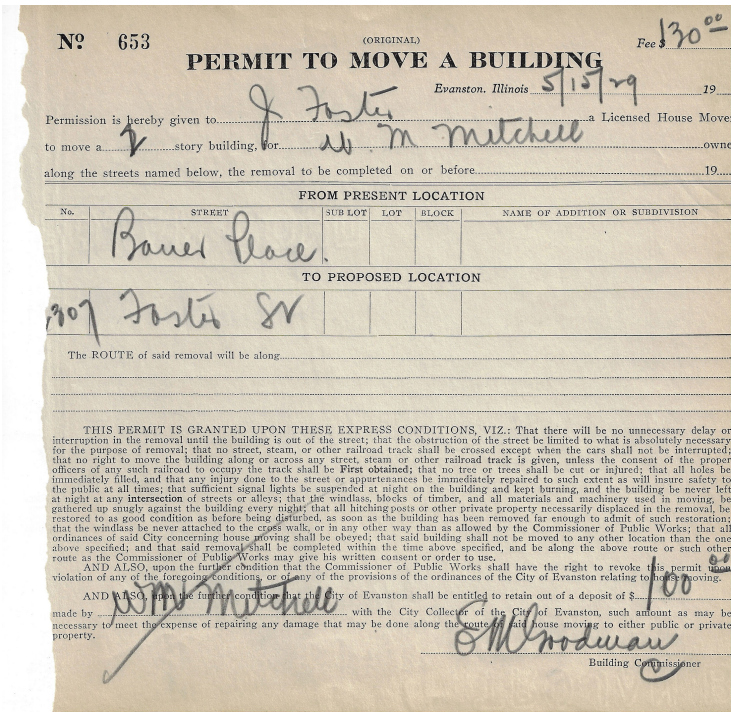 No. 653 (ORIGINAL) Fee $130 00
PERMIT TO MOVE A BUILDING
Evanston, Illinois 5/15/29 19
Permission is hereby given to J Foster a Licensed House Move
to move a 2 story building, for W M Mitchell owne
along the streets named below, the removal to be completed on or before 19
FROM PRESENT LOCATION
No. STREET SUB LOT LOT BLOCK NAME OF ADDITION OR SUBDIVISION
Place.
TO PROPOSED LOCATION
307 Foster St
The ROUTE of said removal will be along
THIS PERMIT IS GRANTED UPON THESE EXPRESS CONDITIONS, VIZ.: That there will be no unnecessary delay or
interruption in the removal until the building is out of the street; that the obstruction of the street be limited to what is absolutely necessary
for the purpose of removal; that no street, steam, or other railroad track shall be crossed except when the cars shall not be interrupted;
that no right to move the building along or across any street, steam or other railroad track is given, unless the consent of the proper
officers of any such railroad to occupy the track shall be First obtained; that no tree or trees shall be cut or injured; that all holes be
immediately filled, and that any injury done to the street or appurtenances be immediately repaired to such extent as will insure safety to
the public at all times; that sufficient signal lights be suspended at night on the building and kept burning, and the building be never left
at night at any intersection of streets or alleys; that the windlass, blocks of timber, and all materials and machinery used in moving, be
gathered up snugly against the building every night; that all hitching posts or other private property necessarily displaced in the removal, be
restored to as good condition as before being disturbed, as soon as the building has been removed far enough to admit of such restoration;
that the windlass be never attached to the cross walk, or in any other way than as allowed by the Commissioner of Public Works; that all
ordinances of said City concerning house moving shall be obeyed; that said building shall not be moved to any other location than the one
above specified; and that said removal shall be completed within the time above specified, and be along the above route or such other
route as the Commissioner of Public Works may give his written consent or order to use.
AND ALSO, upon the further condition that the Commissioner of Public Works shall have the right to revoke this permit upon
violation of any of the foregoing conditions, or of any of the provisions of the ordinances of the City of Evanston relating to house moving.
AND ALSO, upon the further condition that the City of Evanston shall be entitled to retain out of a deposit of $ 100 00
made by Wm Mitchell with the City Collector of the City of Evanston, such amount as may be
necessary to meet the expense of repairing any damage that may be done along the route of said house moving to either public or private
property.
Goodman
Building Commissioner